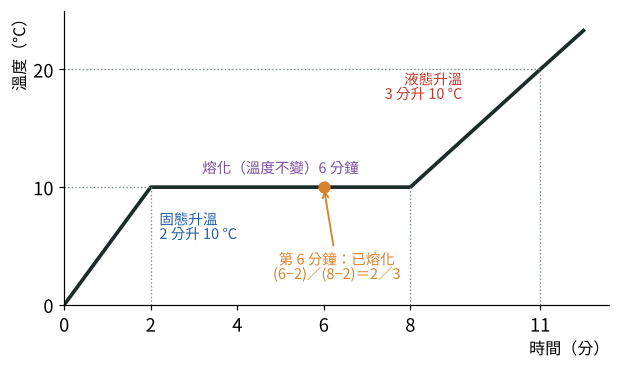 溫度（°C）
20
10
0
液態升溫
3 分升 10 °C
熔化（溫度不變）6 分鐘
固態升溫
2 分升 10 °C
第 6 分鐘：已熔化
(6−2)／(8−2)＝2／3
0
2
4
6
8
11
時間（分）